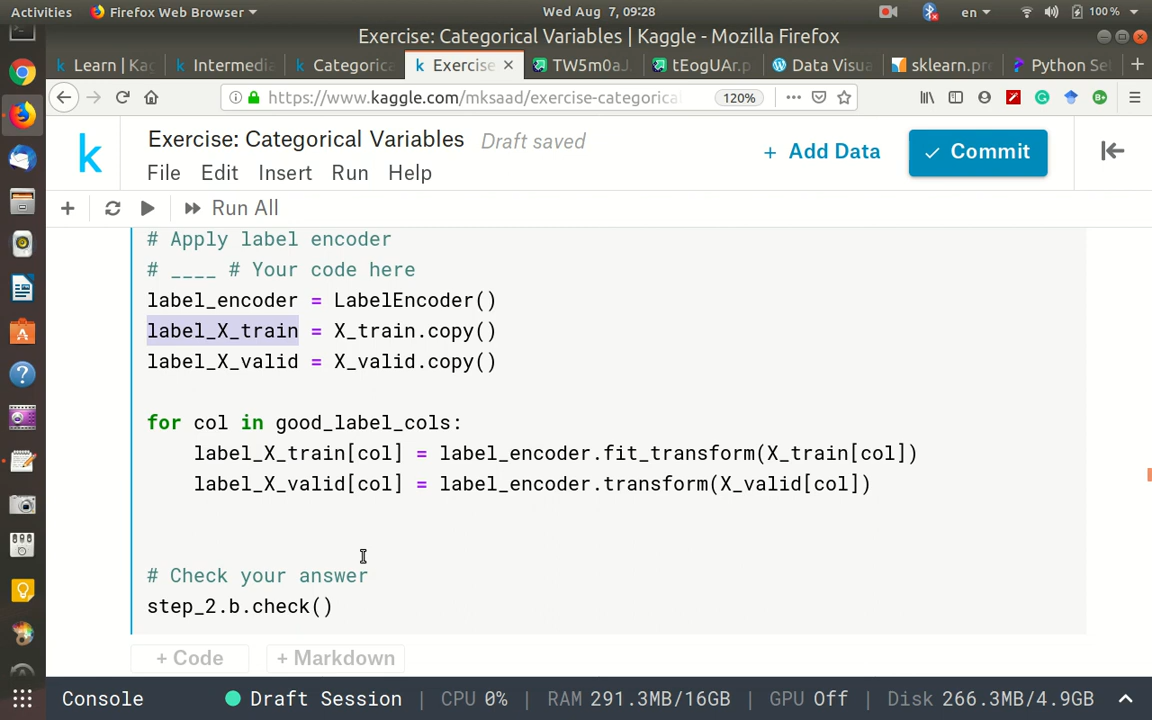 Activities Firefox Web Browser Wed Aug 7, 09:28 en 100 %
Exercise: Categorical Variables | Kaggle - Mozilla Firefox
Learn | Kag Intermedia Categorica Exercise: TW5m0aJ. tEogUAr.p Data Visua sklearn.pre Python Se
https://www.kaggle.com/mksaad/exercise-categorica 120%
Exercise: Categorical Variables Draft saved
+ Add Data Commit
File Edit Insert Run Help
+ Run All
# Apply label encoder
# ____ # Your code here
label_encoder = LabelEncoder()
label_X_train = X_train.copy()
label_X_valid = X_valid.copy()
for col in good_label_cols:
label_X_train[col] = label_encoder.fit_transform(X_train[col])
label_X_valid[col] = label_encoder.transform(X_valid[col])
# Check your answer
step_2.b.check()
+ Code + Markdown
Console Draft Session | CPU 0% | RAM 291.3MB/16GB | GPU Off | Disk 266.3MB/4.9GB